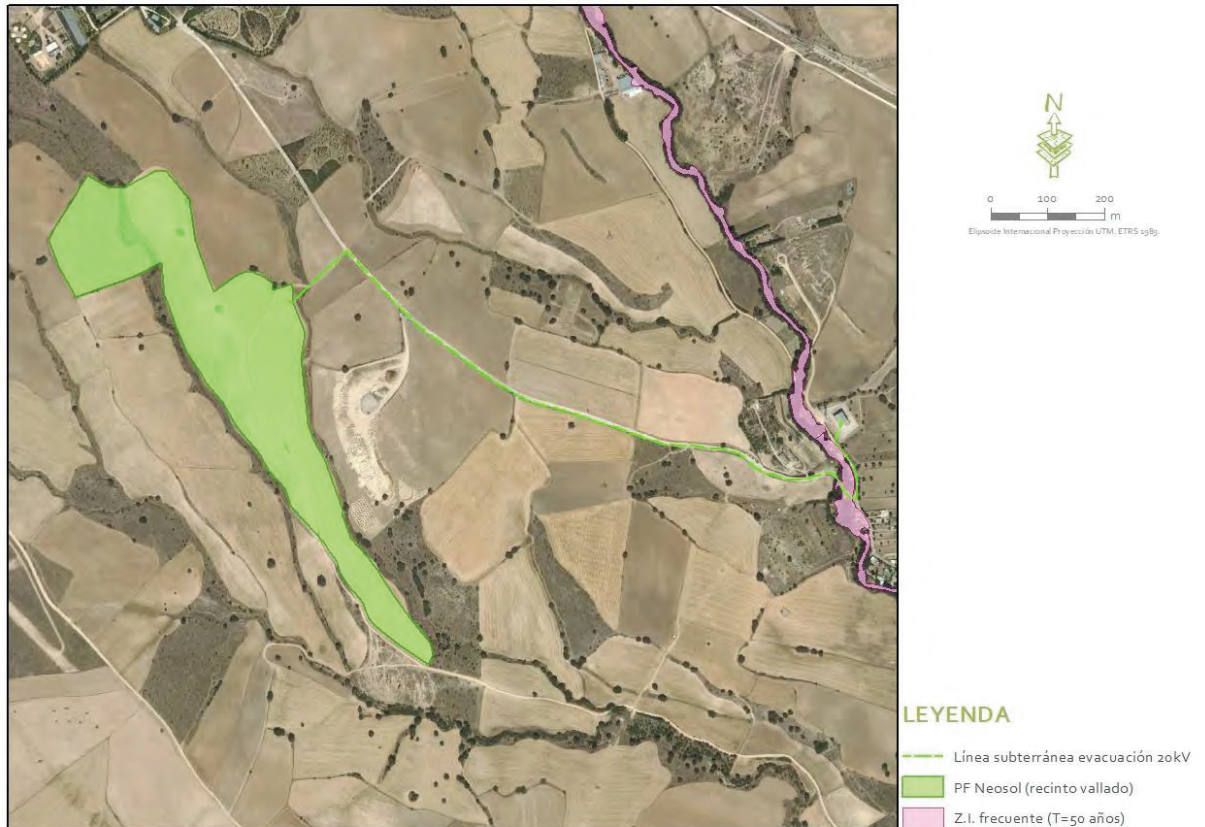 N
0 100 200
m
Elipsoide Internacional Proyección UTM. ETRS 1989.
LEYENDA
Línea subterránea evacuación 20kV
PF Neosol (recinto vallado)
Z.I. frecuente (T=50 años)